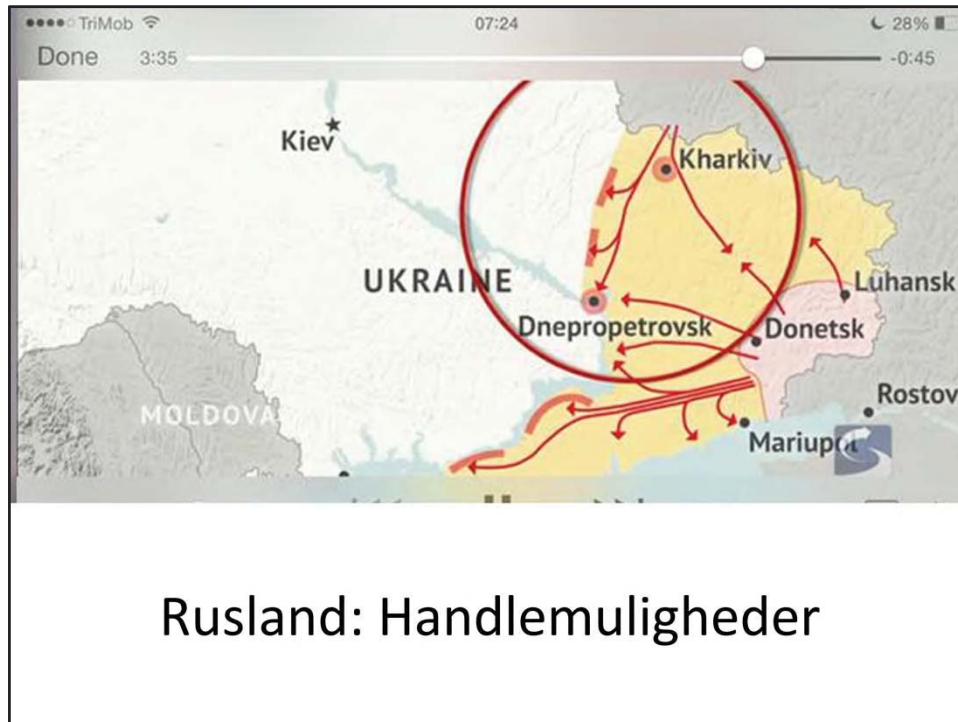 TriMob 07:24 28%
Done 3:35 -0:45
Kiev
Kharkiv
UKRAINE
Luhansk
Dnepropetrovsk
Donetsk
Rostov
MOLDOVA
Mariupol
Rusland: Handlemuligheder